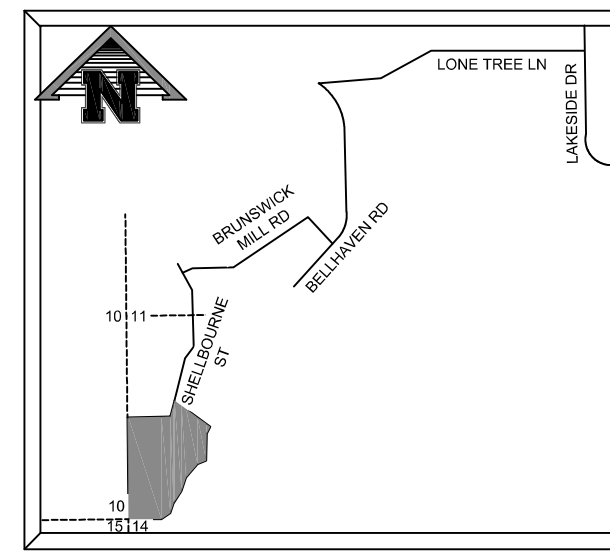 N
LONE TREE LN
LAKESIDE DR
BRUNSWICK
MILL RD
BELLHAVEN RD
10 11
SHELLBOURNE
ST
10
15 14